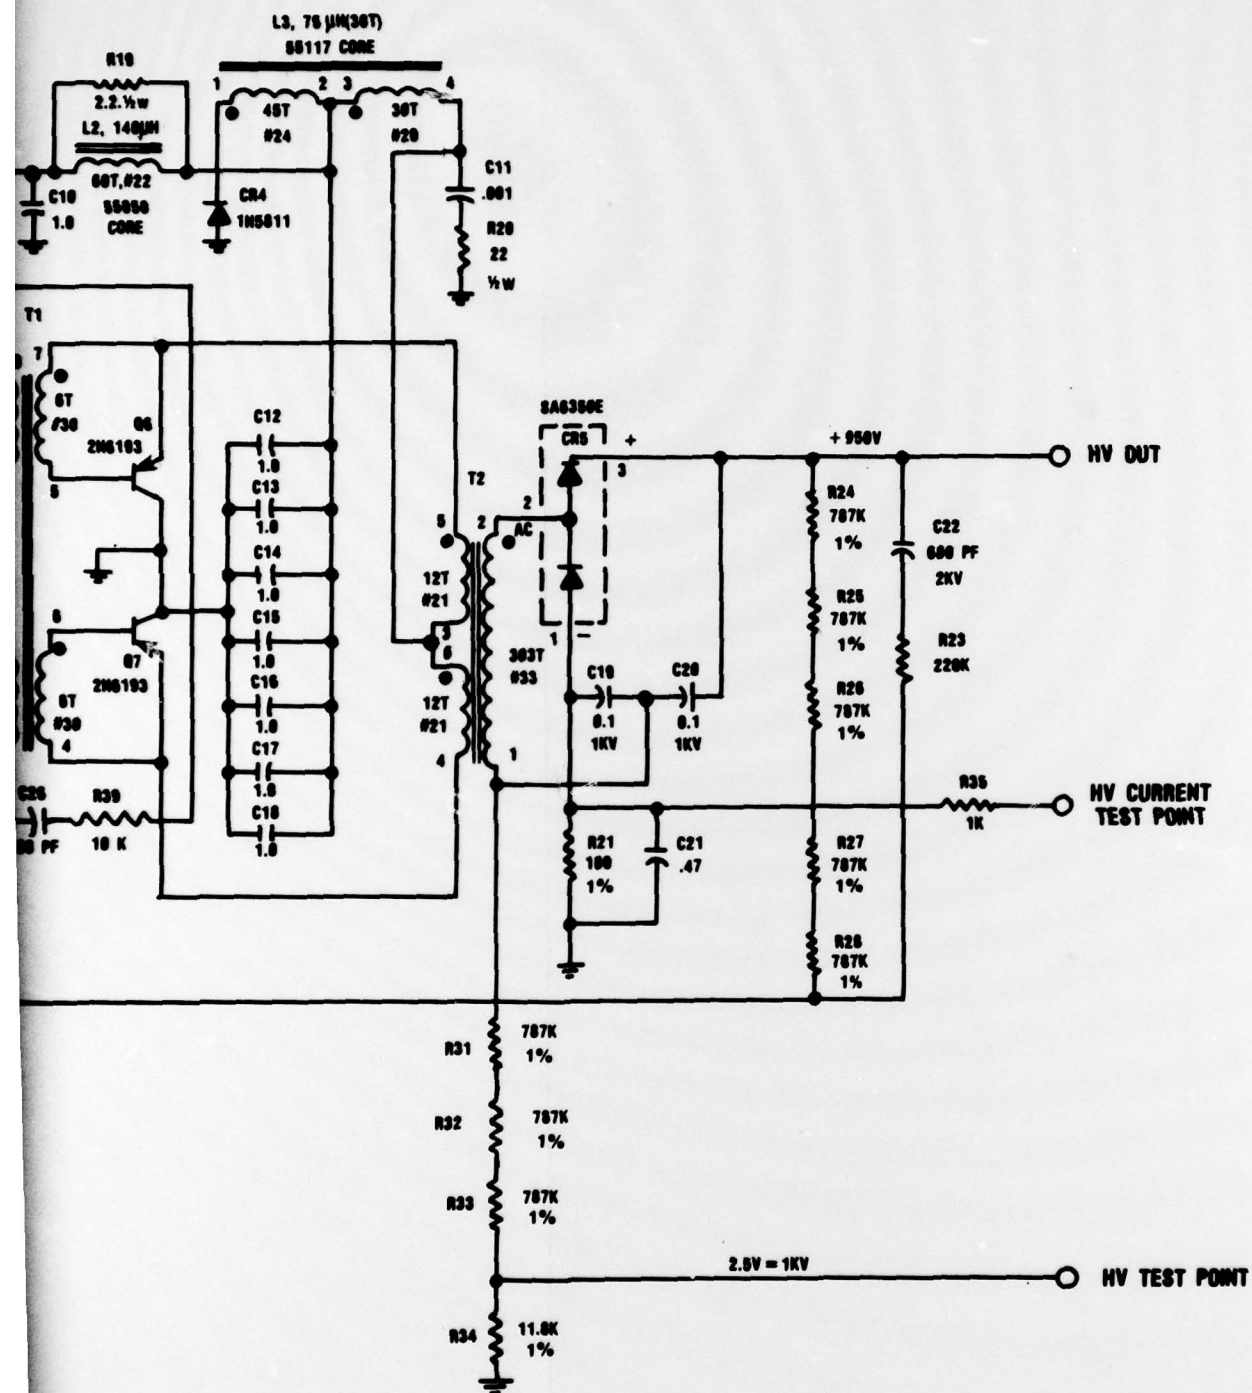 L3, 75 µH(30T)
55117 CORE
R19
2.2.½W
L2, 140µH
60T,#22
55050
CORE
C10
1.0
1
2
3
4
45T
#24
30T
#20
CR4
1N5811
C11
.001
R20
22
½W
T1
7
6T
#30
5
Q6
2N6193
6
Q7
2N6193
6T
#30
4
C26
R39
10 K
C12
1.0
C13
1.0
C14
1.0
C15
1.0
C16
1.0
C17
1.0
C18
1.0
T2
5
2
12T
#21
3
6
12T
#21
4
303T
#33
1
SA6350E
CR5
+
3
2
AC
1
−
C19
0.1
1KV
C20
0.1
1KV
+ 950V
HV OUT
R24
787K
1%
R25
787K
1%
R26
787K
1%
R27
787K
1%
R28
787K
1%
C22
600 PF
2KV
R23
220K
R35
1K
HV CURRENT
TEST POINT
R21
100
1%
C21
.47
R31
787K
1%
R32
787K
1%
R33
787K
1%
2.5V = 1KV
HV TEST POINT
R34
11.8K
1%